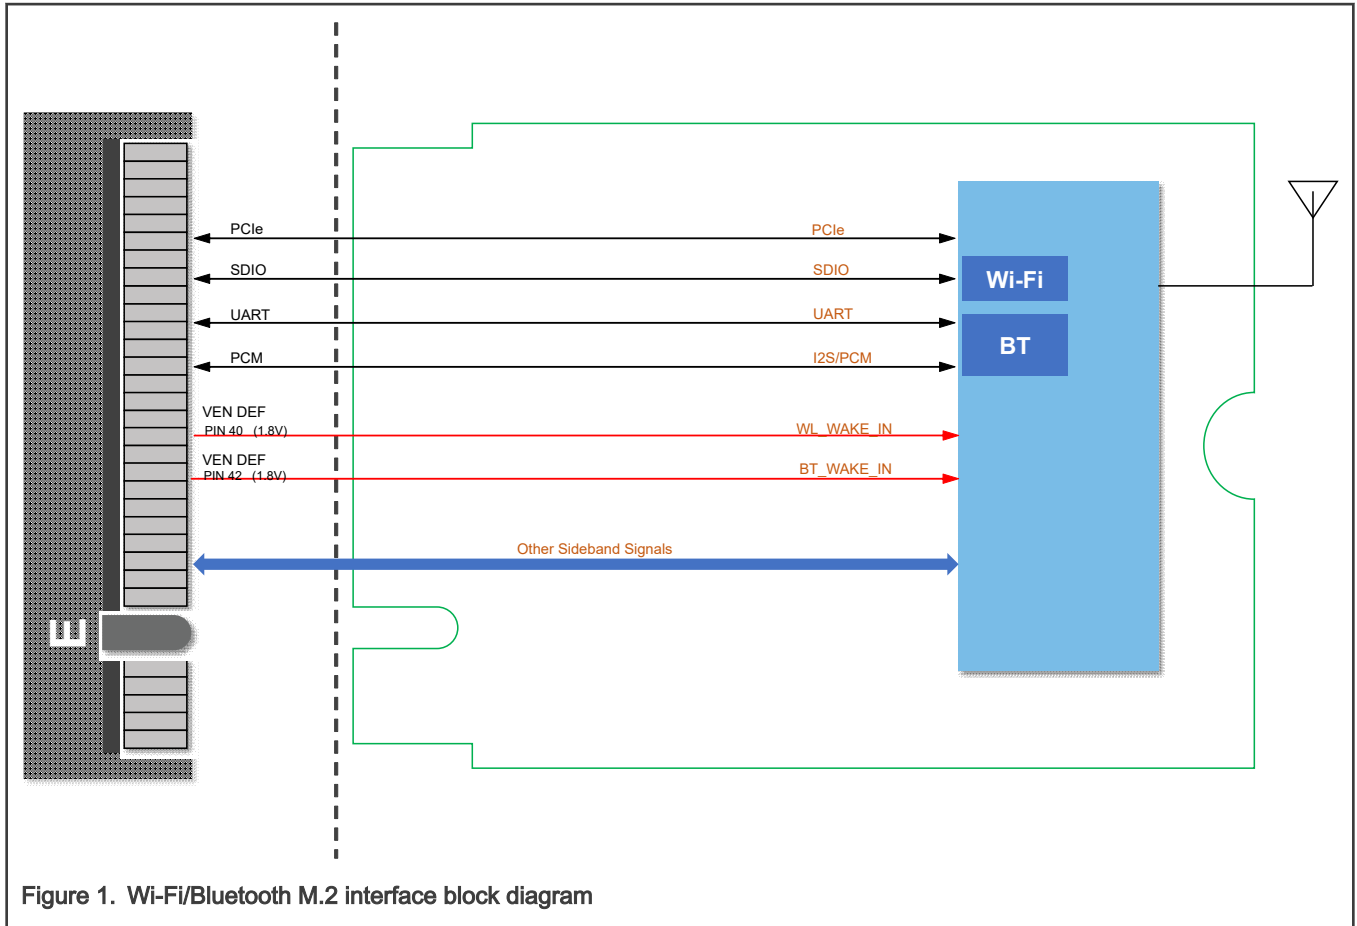 PCIe PCIe
SDIO SDIO
Wi-Fi
UART UART
BT
PCM I2S/PCM
VEN DEF
PIN 40 (1.8V) WL_WAKE_IN
VEN DEF
PIN 42 (1.8V) BT_WAKE_IN
Other Sideband Signals
E
Figure 1. Wi-Fi/Bluetooth M.2 interface block diagram